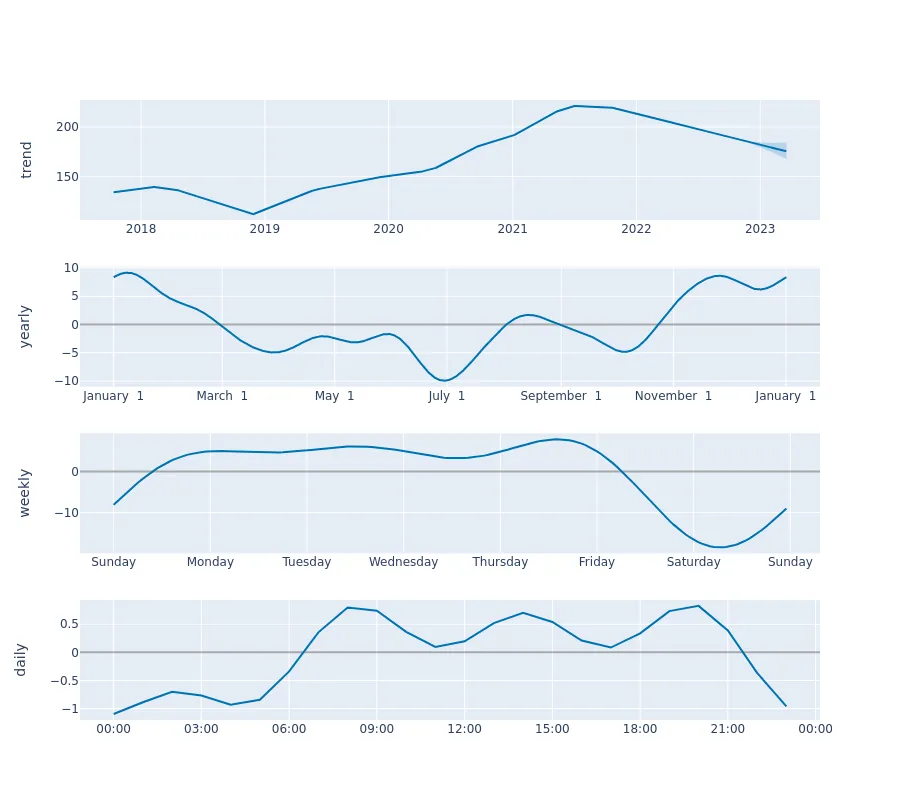 trend
200
150
2018 2019 2020 2021 2022 2023
yearly
10
5
0
−5
−10
January 1 March 1 May 1 July 1 September 1 November 1 January 1
weekly
0
−10
Sunday Monday Tuesday Wednesday Thursday Friday Saturday Sunday
daily
0.5
0
−0.5
−1
00:00 03:00 06:00 09:00 12:00 15:00 18:00 21:00 00:00